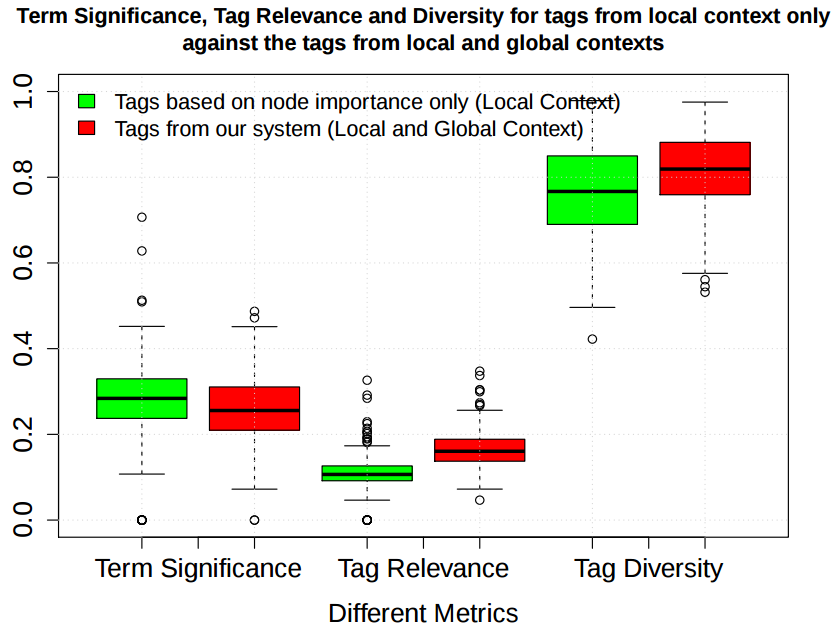 Term Significance, Tag Relevance and Diversity for tags from local context only
against the tags from local and global contexts
Tags based on node importance only (Local Context)
Tags from our system (Local and Global Context)
1.0
0.8
0.6
0.4
0.2
0.0
Term Significance
Tag Relevance
Tag Diversity
Different Metrics